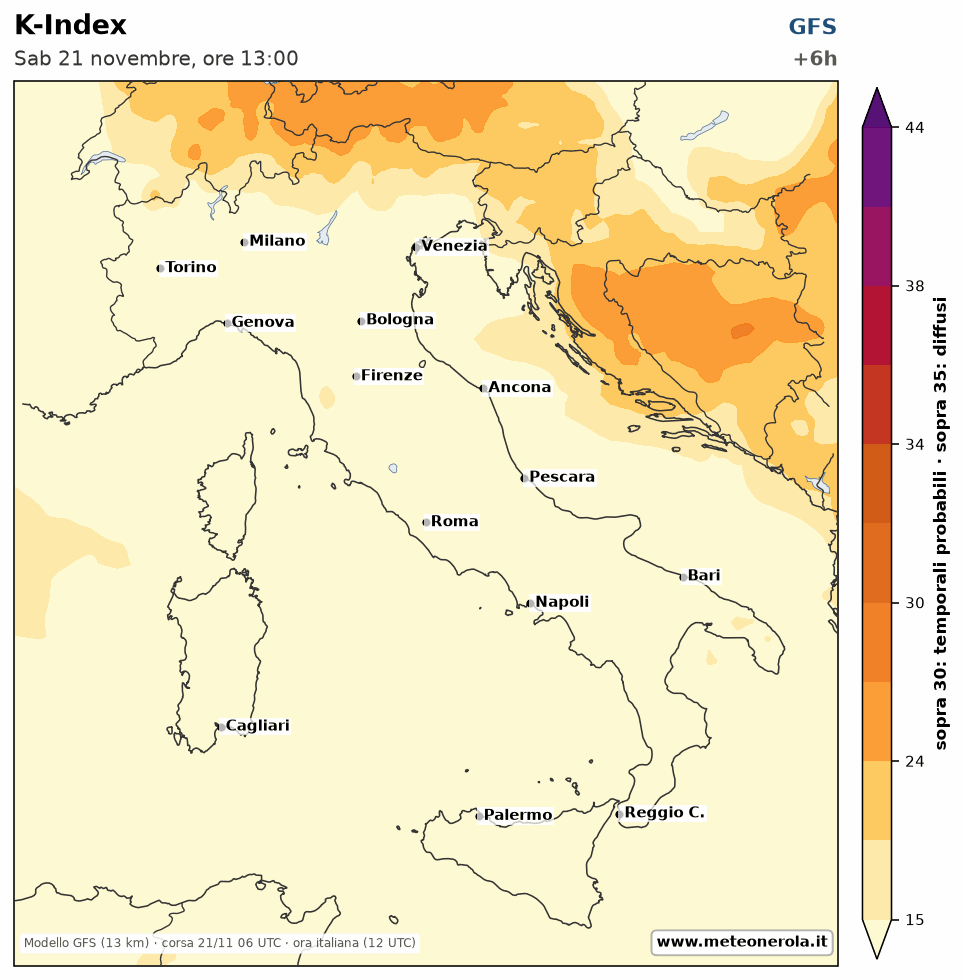 K-Index
GFS
Sab 21 novembre, ore 13:00
+6h
Milano
Venezia
Torino
Genova
Bologna
Firenze
Ancona
Pescara
Roma
Bari
Napoli
Cagliari
Palermo
Reggio C.
44
38
34
30
24
15
sopra 30: temporali probabili · sopra 35: diffusi
Modello GFS (13 km) · corsa 21/11 06 UTC · ora italiana (12 UTC)
www.meteonerola.it